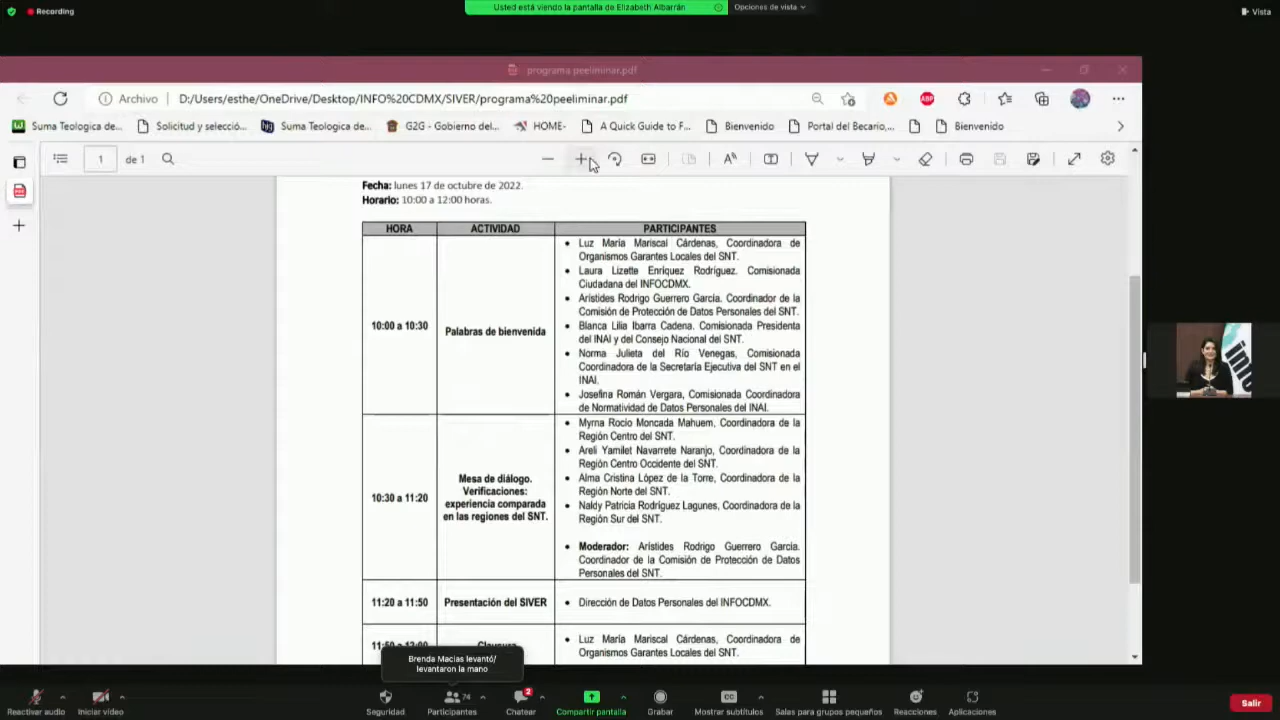 Recording
Usted está viendo la pantalla de Elizabeth Albarrán
Opciones de vista
Vista
programa peeliminar.pdf
Archivo
D:/Users/esthe/OneDrive/Desktop/INFO%20CDMX/SIVER/programa%20peeliminar.pdf
Suma Teologica de...
Solicitud y selecció...
Suma Teologica de...
G2G - Gobierno del...
-HOME-
A Quick Guide to F...
Bienvenido
Portal del Becario,...
Bienvenido
1 de 1
Fecha: lunes 17 de octubre de 2022.
Horario: 10:00 a 12:00 horas.
HORA ACTIVIDAD PARTICIPANTES
10:00 a 10:30
Palabras de bienvenida
• Luz María Mariscal Cárdenas, Coordinadora de
Organismos Garantes Locales del SNT.
• Laura Lizette Enríquez Rodríguez. Comisionada
Ciudadana del INFOCDMX.
• Arístides Rodrigo Guerrero García. Coordinador de la
Comisión de Protección de Datos Personales del SNT.
• Blanca Lilia Ibarra Cadena. Comisionada Presidenta
del INAI y del Consejo Nacional del SNT.
• Norma Julieta del Río Venegas, Comisionada
Coordinadora de la Secretaría Ejecutiva del SNT en el
INAI.
• Josefina Román Vergara, Comisionada Coordinadora
de Normatividad de Datos Personales del INAI.
10:30 a 11:20
Mesa de diálogo.
Verificaciones:
experiencia comparada
en las regiones del SNT.
• Myrna Rocío Moncada Mahuem, Coordinadora de la
Región Centro del SNT.
• Areli Yamilet Navarrete Naranjo, Coordinadora de la
Región Centro Occidente del SNT.
• Alma Cristina López de la Torre, Coordinadora de la
Región Norte del SNT.
• Naldy Patricia Rodríguez Lagunes, Coordinadora de la
Región Sur del SNT.
• Moderador: Arístides Rodrigo Guerrero García.
Coordinador de la Comisión de Protección de Datos
Personales del SNT.
11:20 a 11:50
Presentación del SIVER
• Dirección de Datos Personales del INFOCDMX.
11:50 a 12:00
Clausura
• Luz María Mariscal Cárdenas, Coordinadora de
Organismos Garantes Locales del SNT.
Brenda Macias levantó/
levantaron la mano
Reactivar audio
Iniciar video
Seguridad
Participantes
74
Chatear
2
Compartir pantalla
Grabar
CC
Mostrar subtítulos
Salas para grupos pequeños
Reacciones
Aplicaciones
Salir